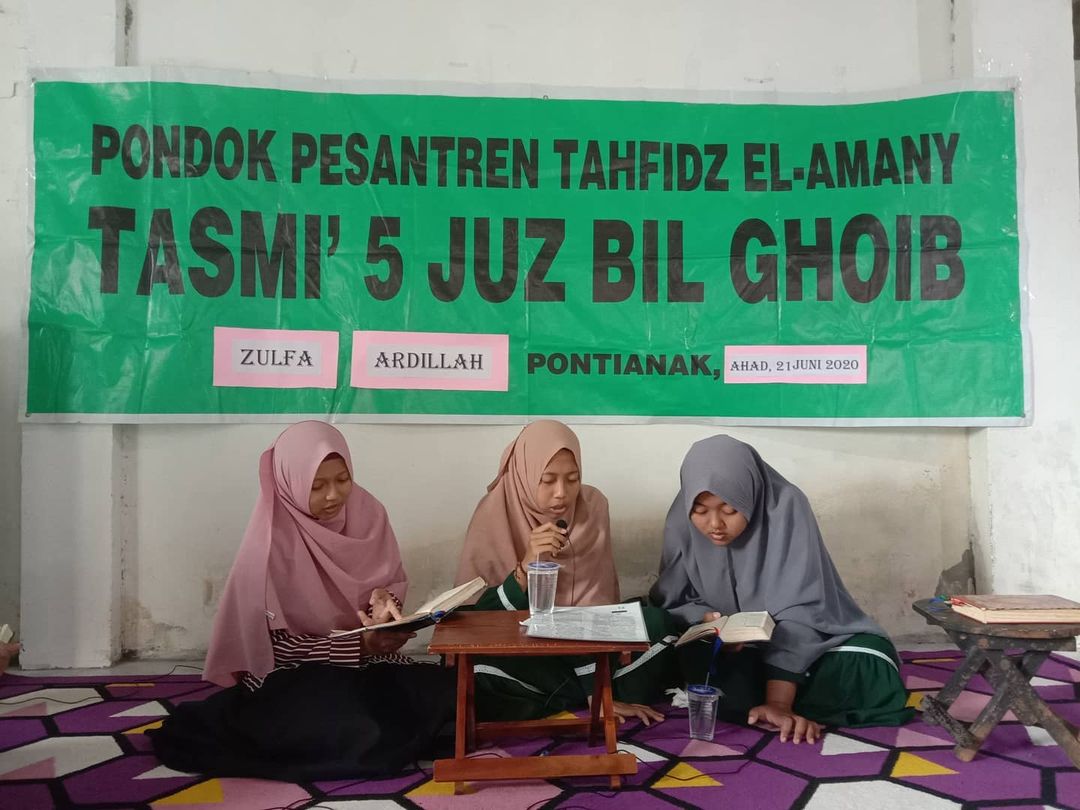 PONDOK PESANTREN TAHFIDZ EL-AMANY
TASMI' 5 JUZ BIL GHOIB
ZULFA ARDILLAH PONTIANAK, AHAD, 21 JUNI 2020